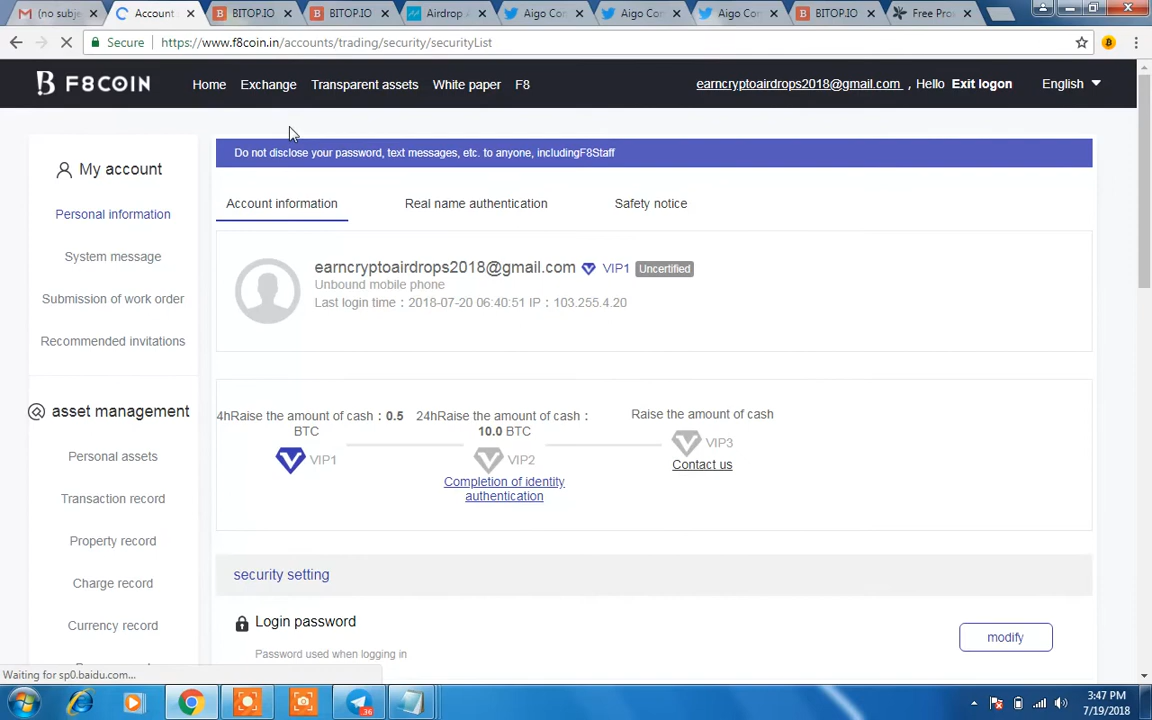 (no subje
Account
BITOP.IO
BITOP.IO
Airdrop
Aigo Con
Aigo Con
Aigo Con
BITOP.IO
Free Pro
Secure
https://www.f8coin.in/accounts/trading/security/securityList
F8COIN
Home
Exchange
Transparent assets
White paper
F8
earncryptoairdrops2018@gmail.com , Hello Exit logon
English
Do not disclose your password, text messages, etc. to anyone, includingF8Staff
My account
Personal information
System message
Submission of work order
Recommended invitations
asset management
Personal assets
Transaction record
Property record
Charge record
Currency record
Account information
Real name authentication
Safety notice
earncryptoairdrops2018@gmail.com VIP1 Uncertified
Unbound mobile phone
Last login time : 2018-07-20 06:40:51 IP : 103.255.4.20
4hRaise the amount of cash : 0.5
BTC
VIP1
24hRaise the amount of cash :
10.0 BTC
VIP2
Completion of identity
authentication
Raise the amount of cash
VIP3
Contact us
security setting
Login password
Password used when logging in
modify
Waiting for sp0.baidu.com...
36
3:47 PM
7/19/2018